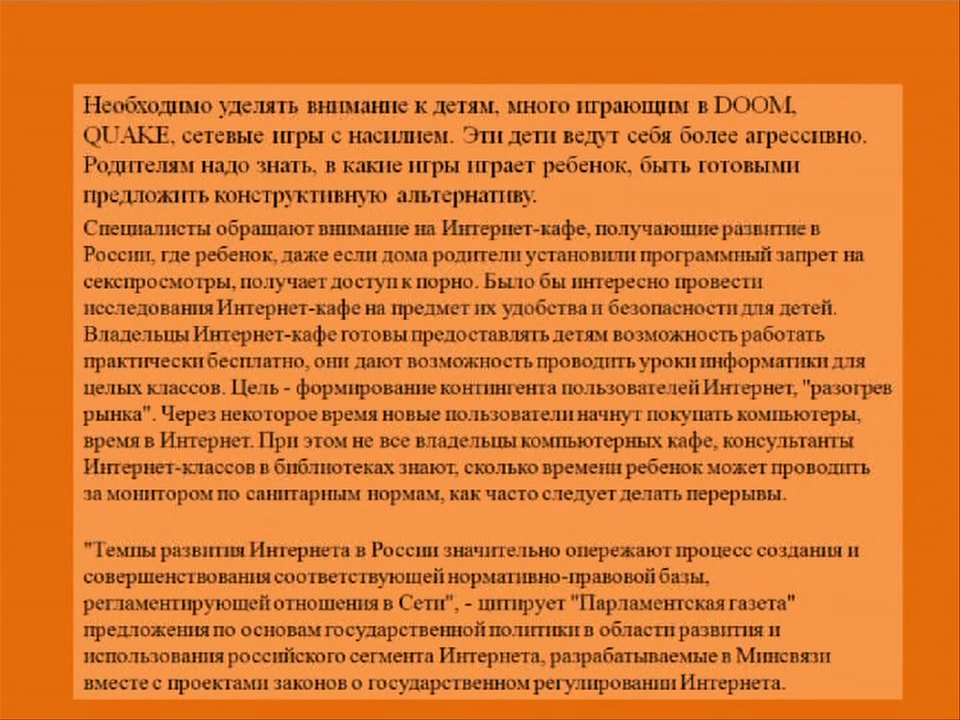 Необходимо уделять внимание к детям, много играющим в DOOM,
QUAKE, сетевые игры с насилием. Эти дети ведут себя более агрессивно.
Родителям надо знать, в какие игры играет ребенок, быть готовыми
предложить конструктивную альтернативу.
Специалисты обращают внимание на Интернет-кафе, получающие развитие в
России, где ребенок, даже если дома родители установили программный запрет на
секспросмотры, получает доступ к порно. Было бы интересно провести
исследования Интернет-кафе на предмет их удобства и безопасности для детей.
Владельцы Интернет-кафе готовы предоставлять детям возможность работать
практически бесплатно, они дают возможность проводить уроки информатики для
целых классов. Цель - формирование контингента пользователей Интернет, "разогрев
рынка". Через некоторое время новые пользователи начнут покупать компьютеры,
время в Интернет. При этом не все владельцы компьютерных кафе, консультанты
Интернет-классов в библиотеках знают, сколько времени ребенок может проводить
за монитором по санитарным нормам, как часто следует делать перерывы.
"Темпы развития Интернета в России значительно опережают процесс создания и
совершенствования соответствующей нормативно-правовой базы,
регламентирующей отношения в Сети", - цитирует "Парламентская газета"
предложения по основам государственной политики в области развития и
использования российского сегмента Интернета, разрабатываемые в Минсвязи
вместе с проектами законов о государственном регулировании Интернета.